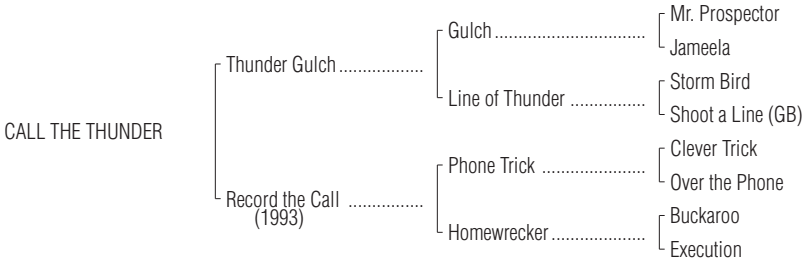 Mr. Prospector
Gulch..............................
Jameela
Thunder Gulch.................
Storm Bird
Line of Thunder ...............
Shoot a Line (GB)
CALL THE THUNDER
Clever Trick
Phone Trick .....................
Over the Phone
Record the Call ...............
(1993)
Buckaroo
Homewrecker...................
Execution